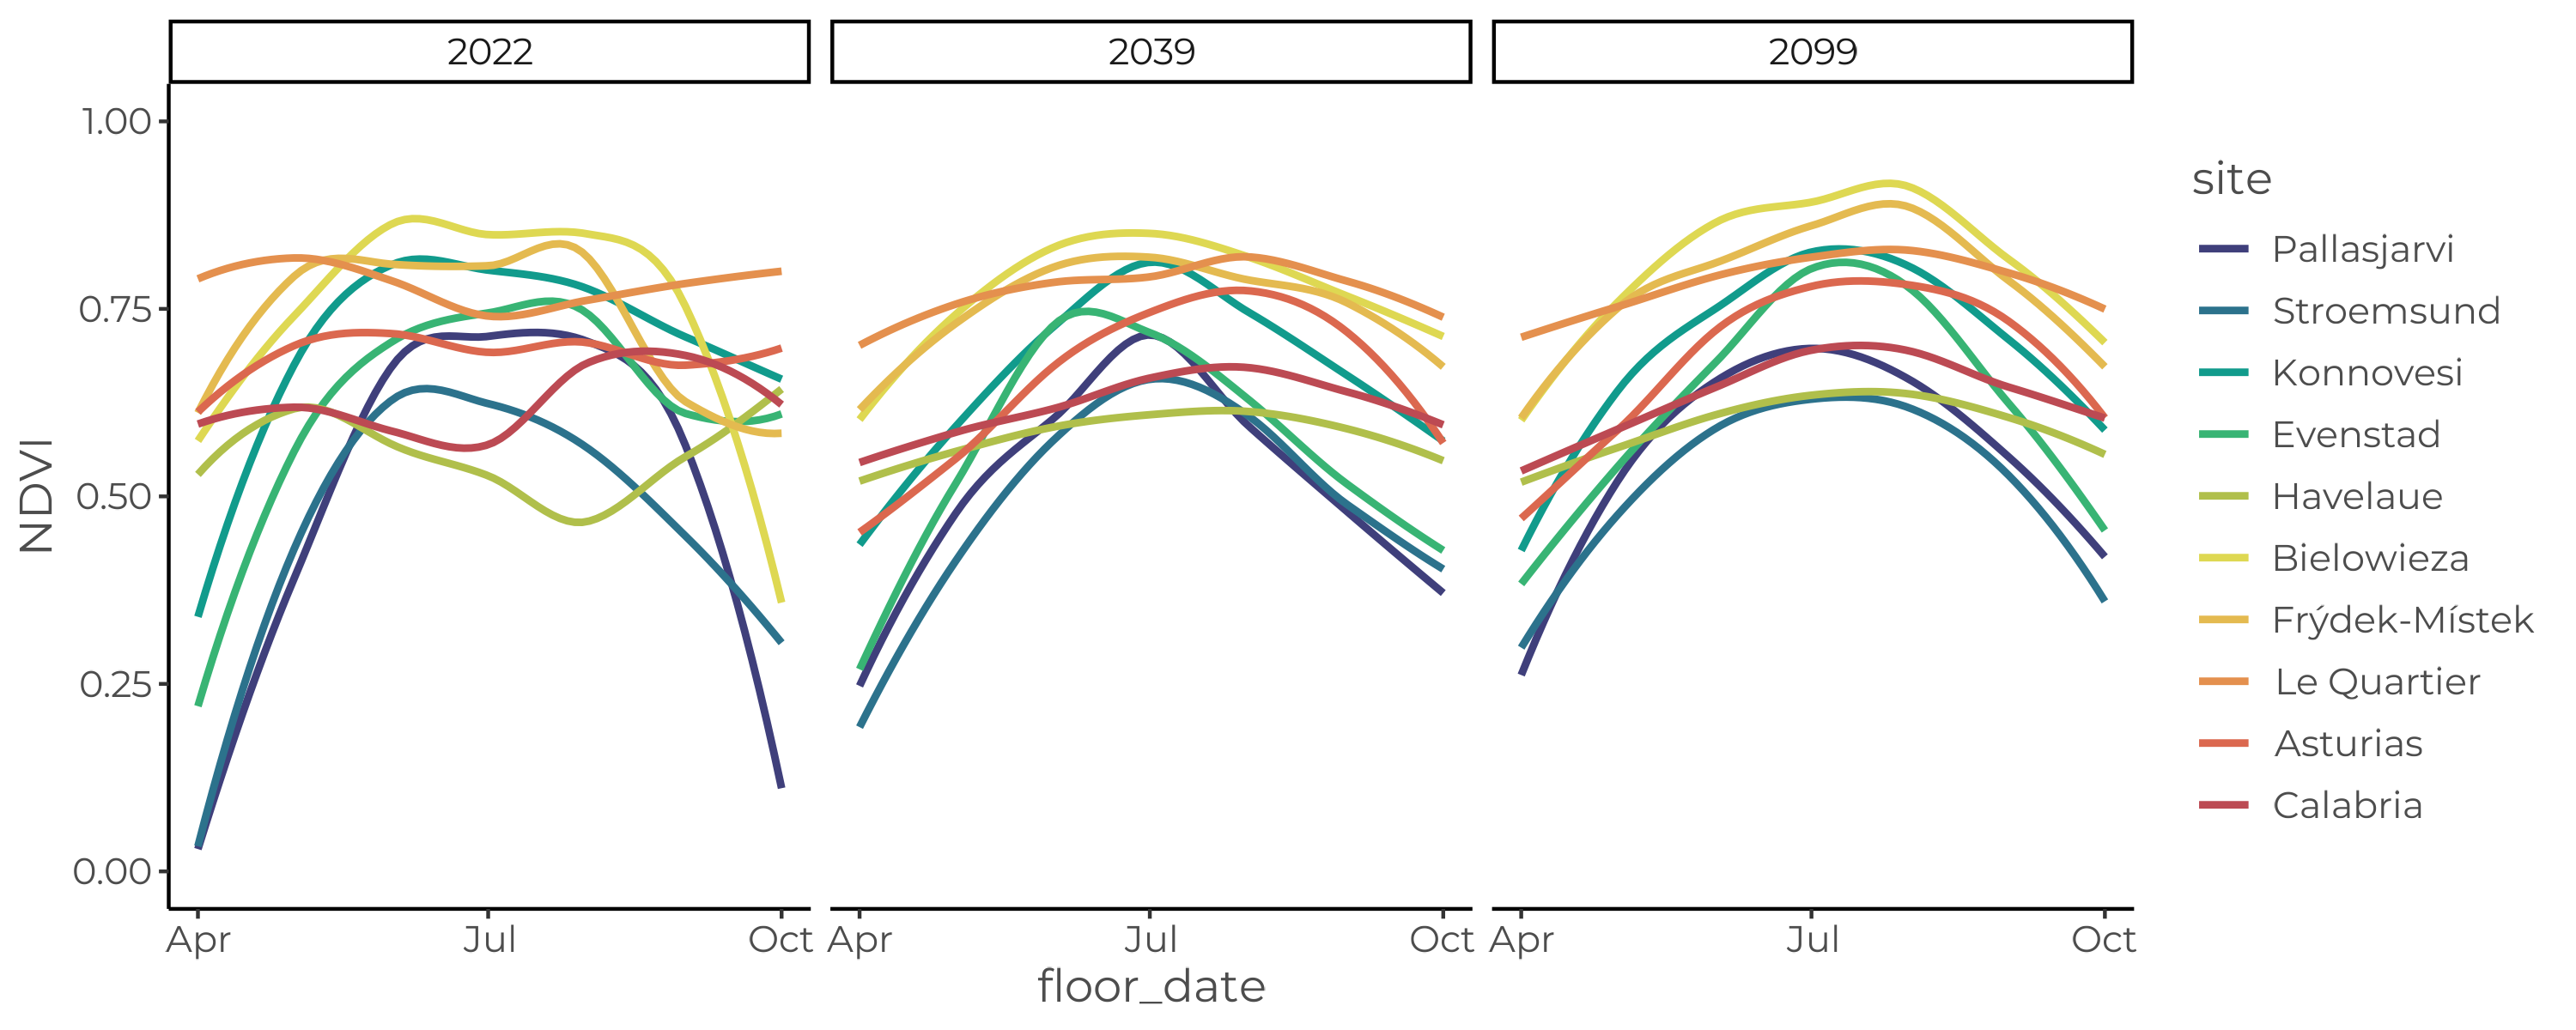 2022
2039
2099
1.00
0.75
0.50
0.25
0.00
NDVI
Apr
Jul
Oct
Apr
Jul
Oct
Apr
Jul
Oct
floor_date
site
Pallasjarvi
Stroemsund
Konnovesi
Evenstad
Havelaue
Bielowieza
Frýdek-Místek
Le Quartier
Asturias
Calabria